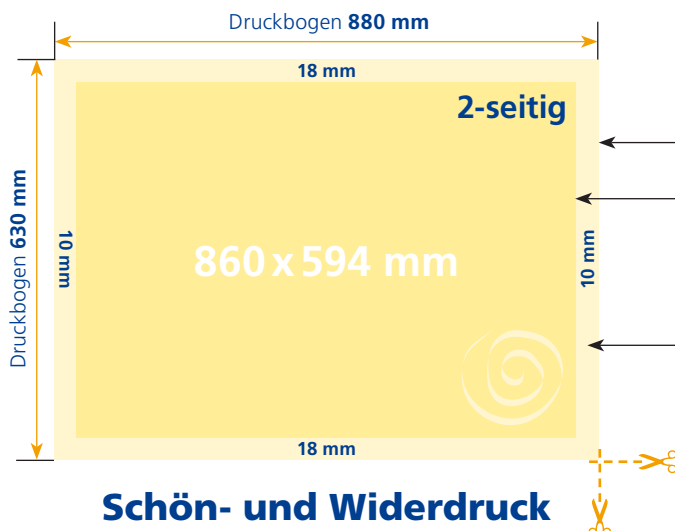 Druckbogen 880 mm
18 mm
2-seitig
Druckbogen 630 mm
10 mm
860 x 594 mm
10 mm
18 mm
Schön- und Widerdruck